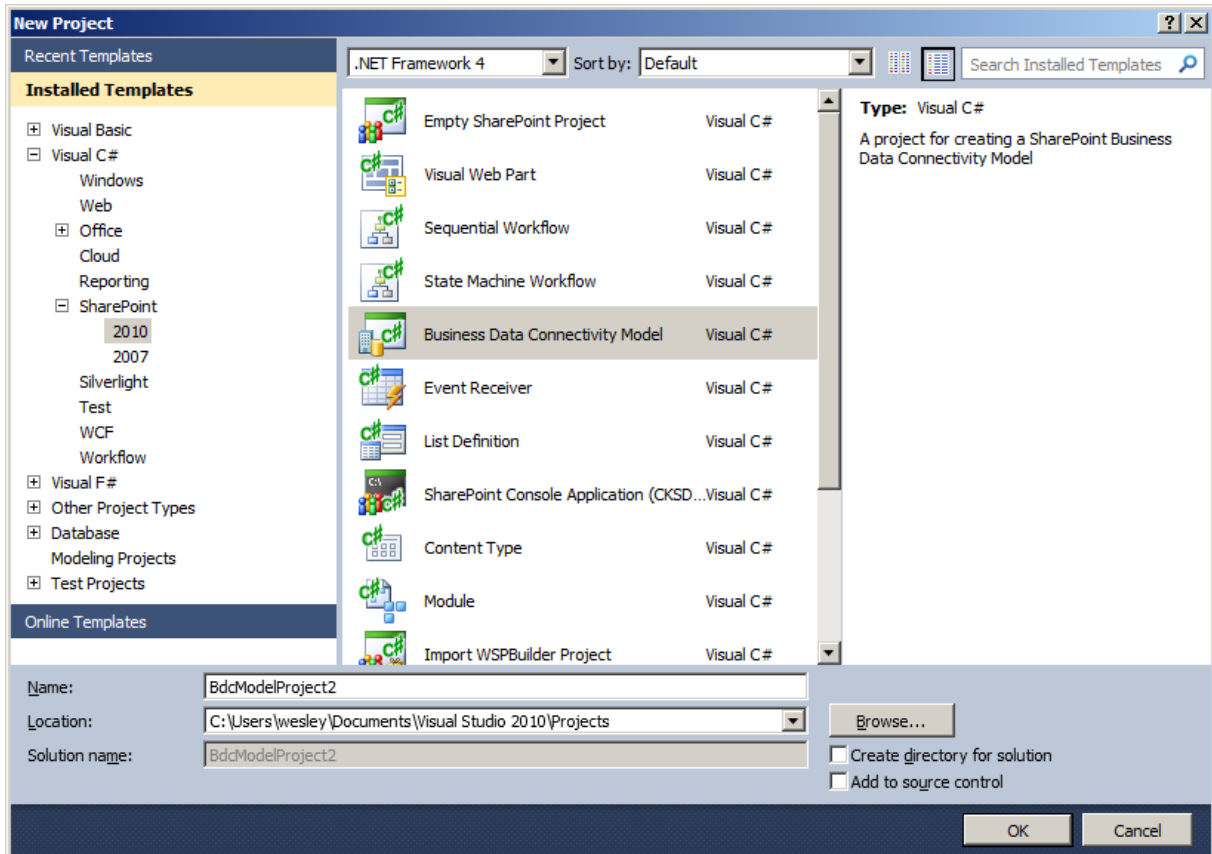 New Project
Recent Templates
Installed Templates
Visual Basic
Visual C#
Windows
Web
Office
Cloud
Reporting
SharePoint
2010
2007
Silverlight
Test
WCF
Workflow
Visual F#
Other Project Types
Database
Modeling Projects
Test Projects
Online Templates
.NET Framework 4
Sort by: Default
Search Installed Templates
Empty SharePoint Project Visual C#
Visual Web Part Visual C#
Sequential Workflow Visual C#
State Machine Workflow Visual C#
Business Data Connectivity Model Visual C#
Event Receiver Visual C#
List Definition Visual C#
SharePoint Console Application (CKSD...Visual C#
Content Type Visual C#
Module Visual C#
Import WSPBuilder Project Visual C#
Type: Visual C#
A project for creating a SharePoint Business
Data Connectivity Model
Name: BdcModelProject2
Location: C:\Users\wesley\Documents\Visual Studio 2010\Projects
Browse...
Solution name: BdcModelProject2
Create directory for solution
Add to source control
OK
Cancel